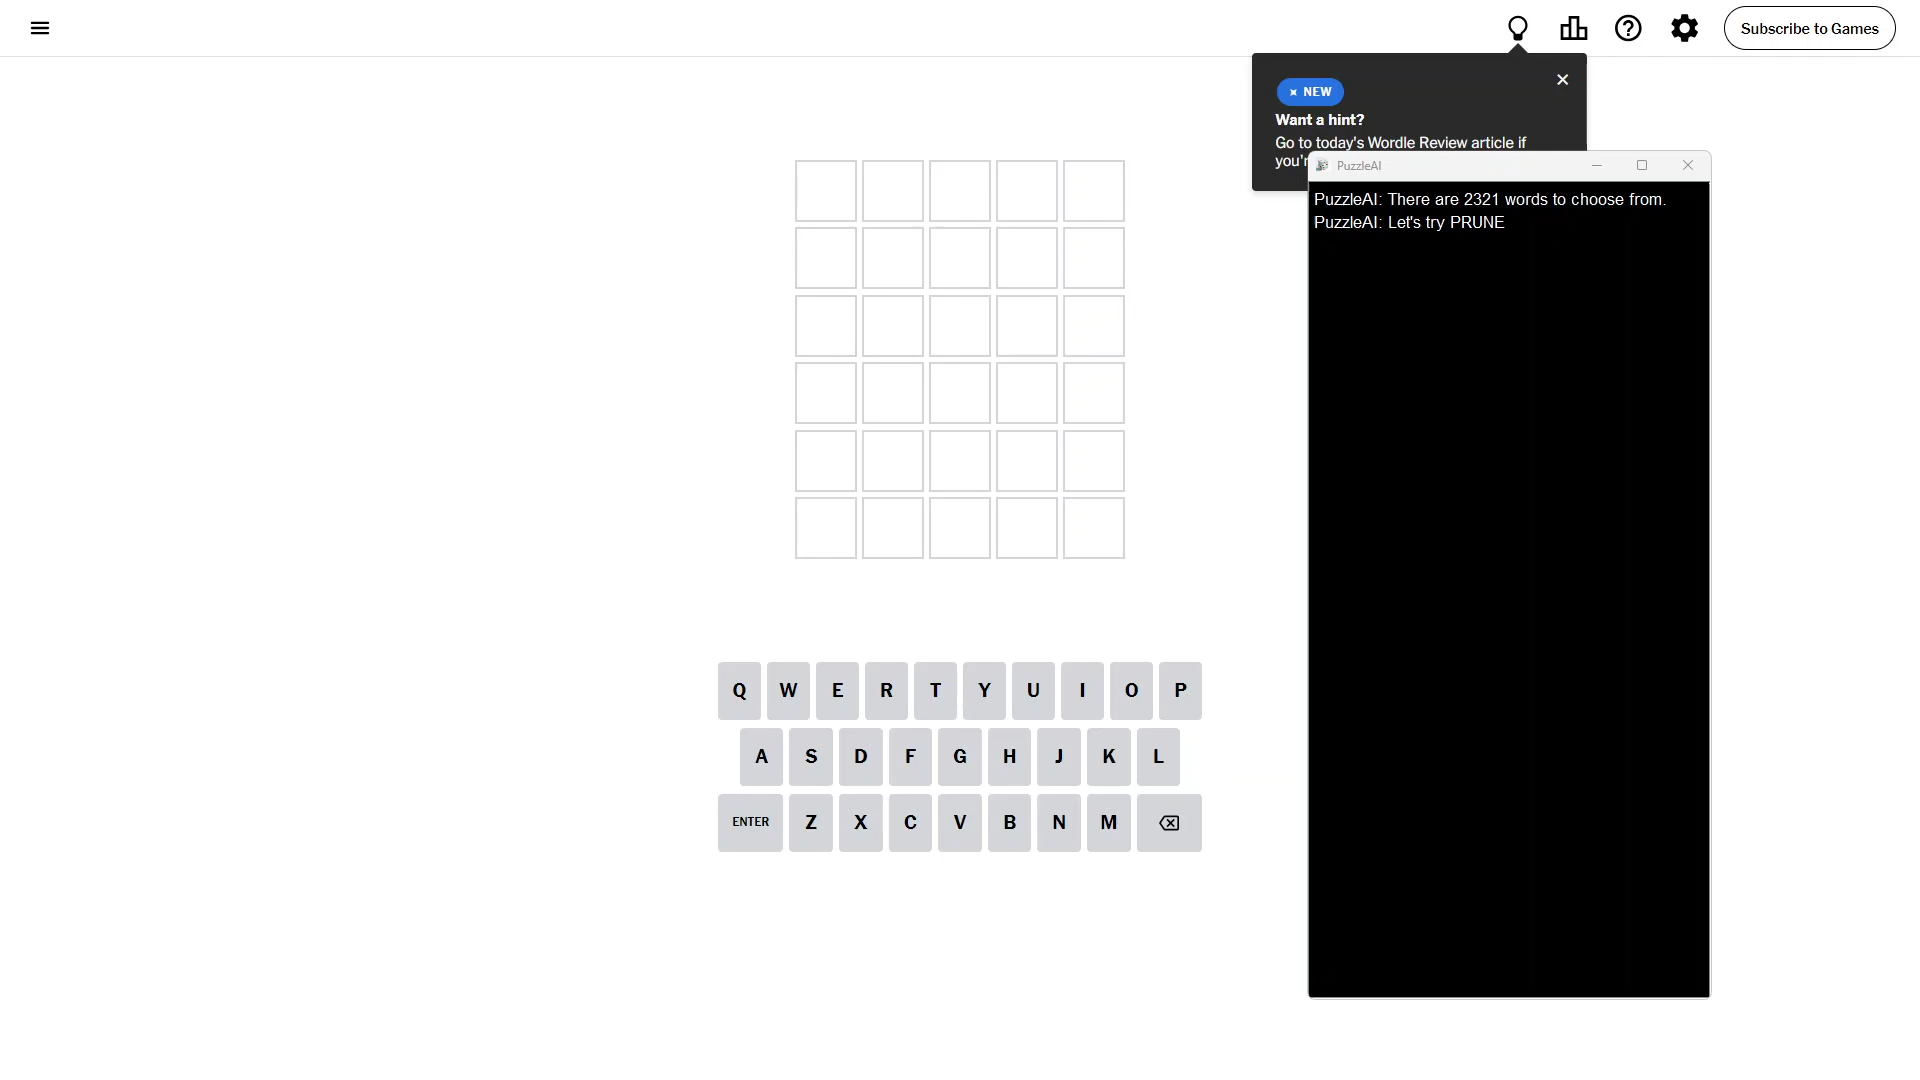 Subscribe to Games
NEW
Want a hint?
Go to today's Wordle Review article if
PuzzleAI
PuzzleAI: There are 2321 words to choose from.
PuzzleAI: Let's try PRUNE
Q W E R T Y U I O P
A S D F G H J K L
ENTER Z X C V B N M